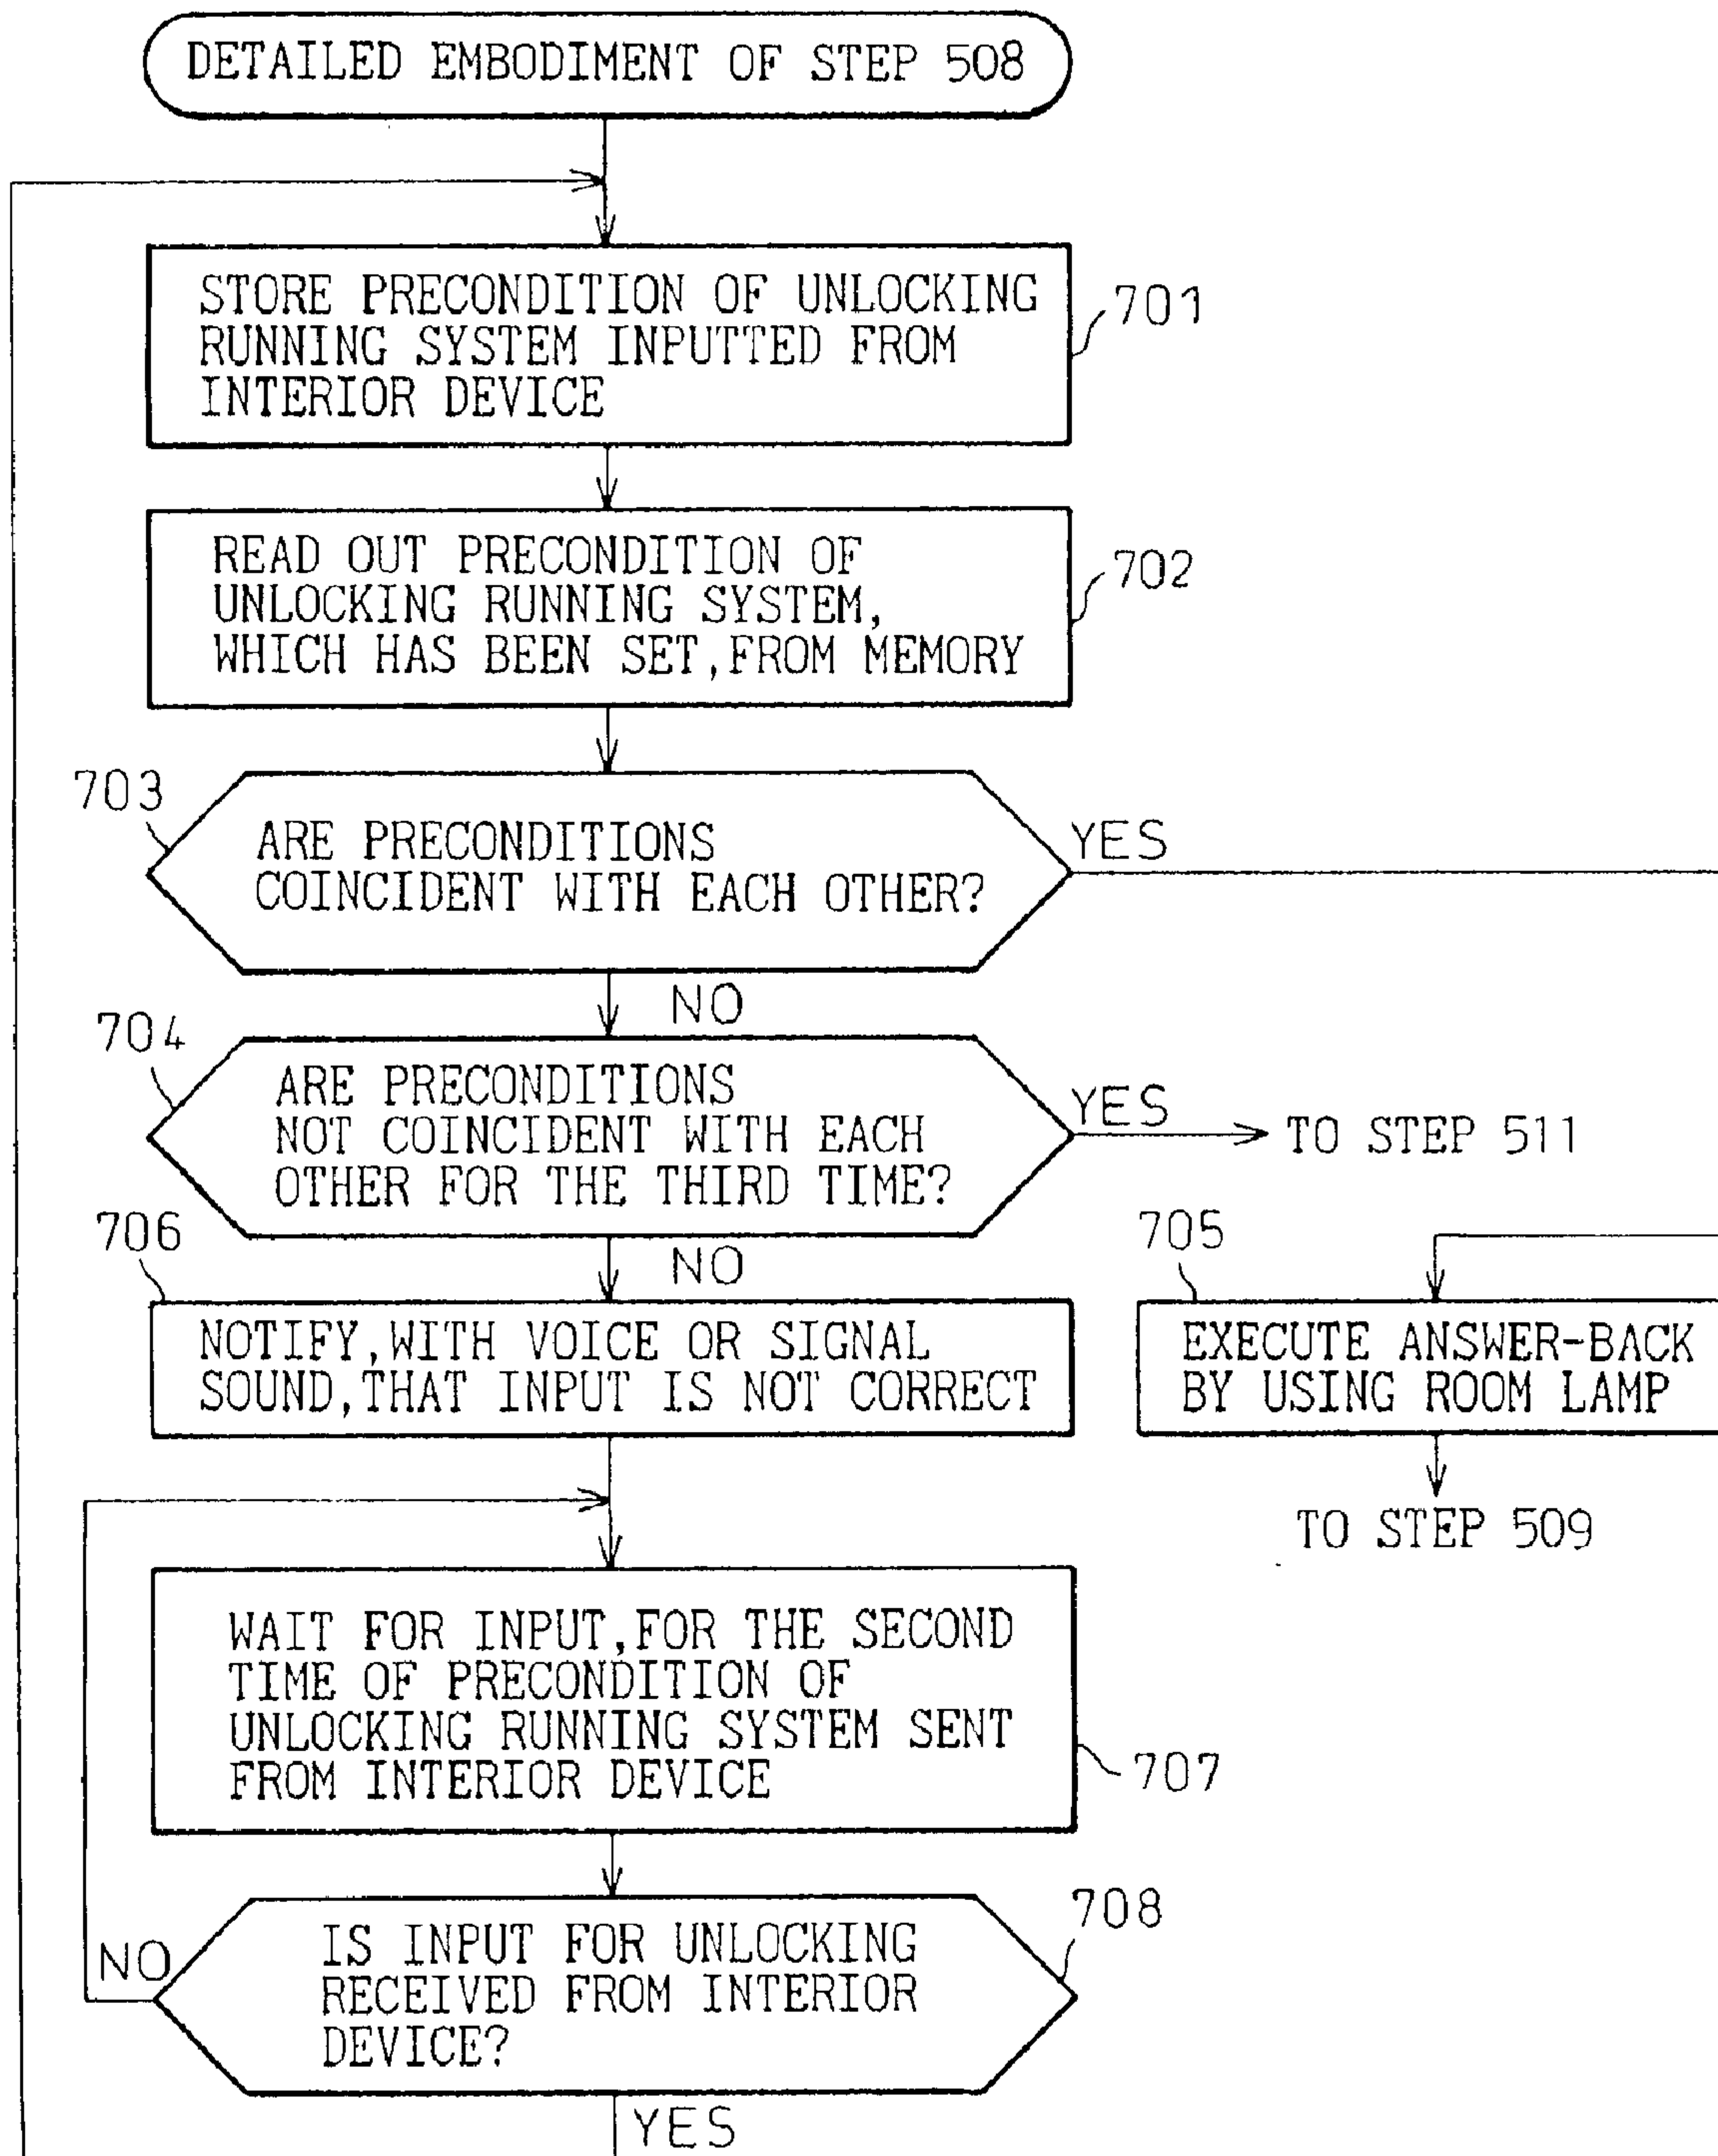 DETAILED EMBODIMENT OF STEP 508
STORE PRECONDITION OF UNLOCKING
RUNNING SYSTEM INPUTTED FROM
INTERIOR DEVICE
701
READ OUT PRECONDITION OF
UNLOCKING RUNNING SYSTEM,
WHICH HAS BEEN SET, FROM MEMORY
702
703
ARE PRECONDITIONS
COINCIDENT WITH EACH OTHER?
YES
NO
704
ARE PRECONDITIONS
NOT COINCIDENT WITH EACH
OTHER FOR THE THIRD TIME?
YES
TO STEP 511
NO
706
NOTIFY, WITH VOICE OR SIGNAL
SOUND, THAT INPUT IS NOT CORRECT
705
EXECUTE ANSWER-BACK
BY USING ROOM LAMP
TO STEP 509
WAIT FOR INPUT, FOR THE SECOND
TIME OF PRECONDITION OF
UNLOCKING RUNNING SYSTEM SENT
FROM INTERIOR DEVICE
707
708
IS INPUT FOR UNLOCKING
RECEIVED FROM INTERIOR
DEVICE?
NO
YES